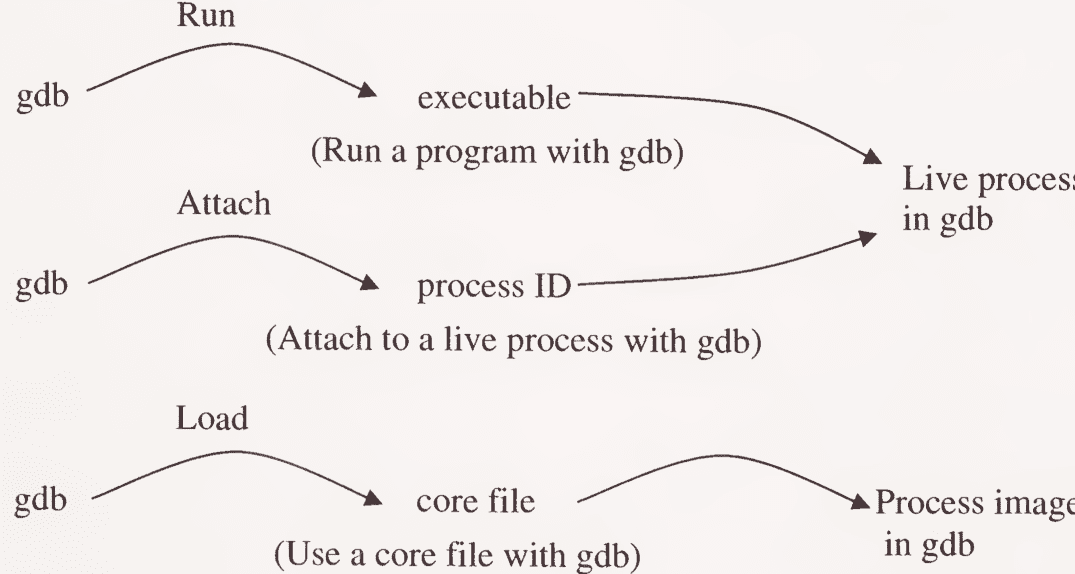 Run
gdb
executable
(Run a program with gdb)
Live process
in gdb
Attach
gdb
process ID
(Attach to a live process with gdb)
Load
gdb
core file
Process image
in gdb
(Use a core file with gdb)